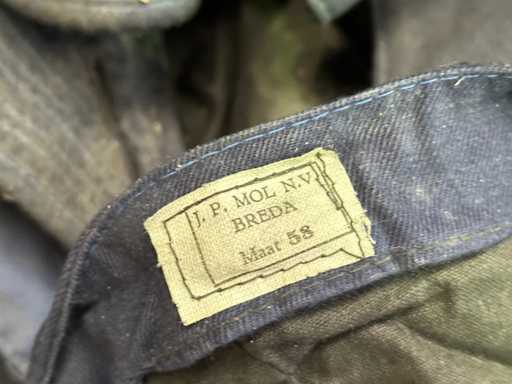 J. P. MOL N.V.
BREDA
Maat 58